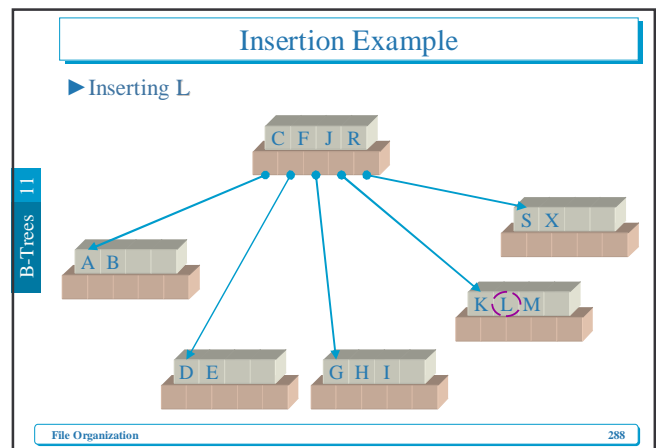 Insertion Example
►Inserting L
C F J R
B-Trees 11
S X
A B
K L M
D E
G H I
File Organization 288